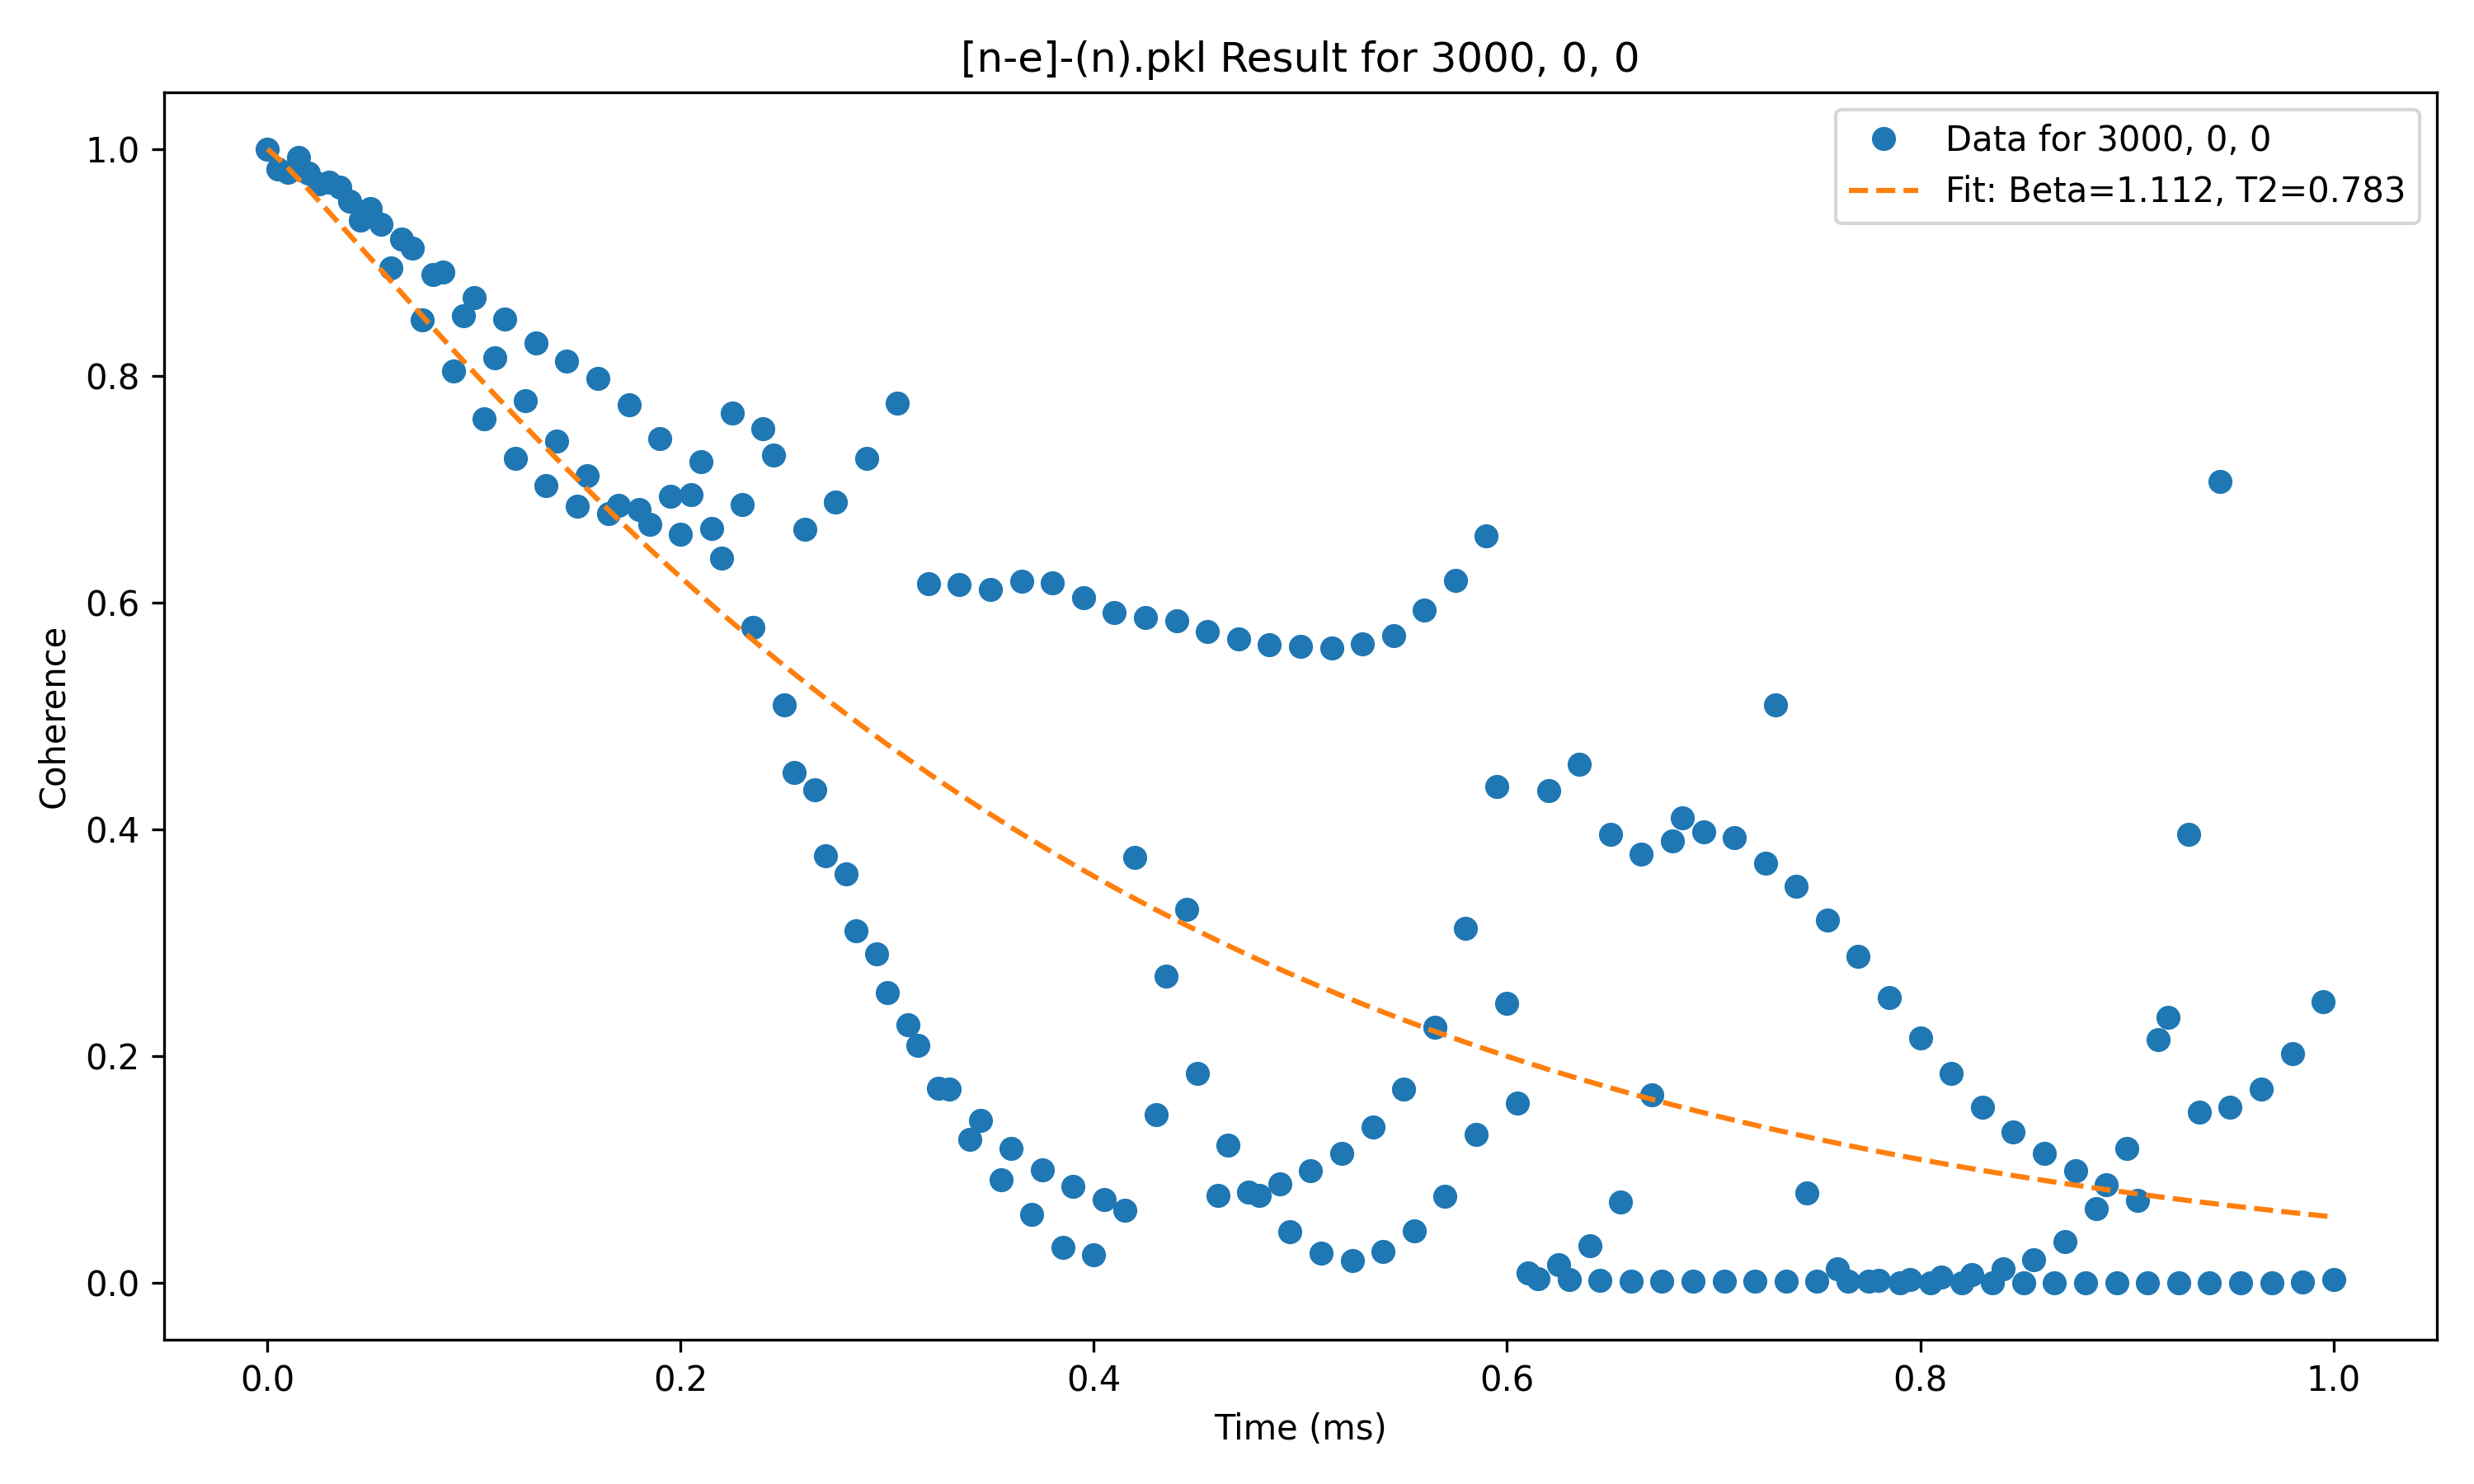 [n-e]-(n).pkl Result for 3000, 0, 0
Data for 3000, 0, 0
Fit: Beta=1.112, T2=0.783
Coherence
1.0
0.8
0.6
0.4
0.2
0.0
0.0 0.2 0.4 0.6 0.8 1.0
Time (ms)